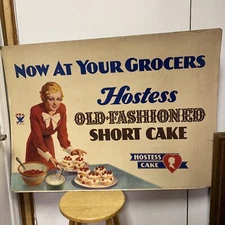 NOW AT YOUR GROCERS
Hostess
OLD-FASHIONED
SHORT CAKE
HOSTESS
CAKE